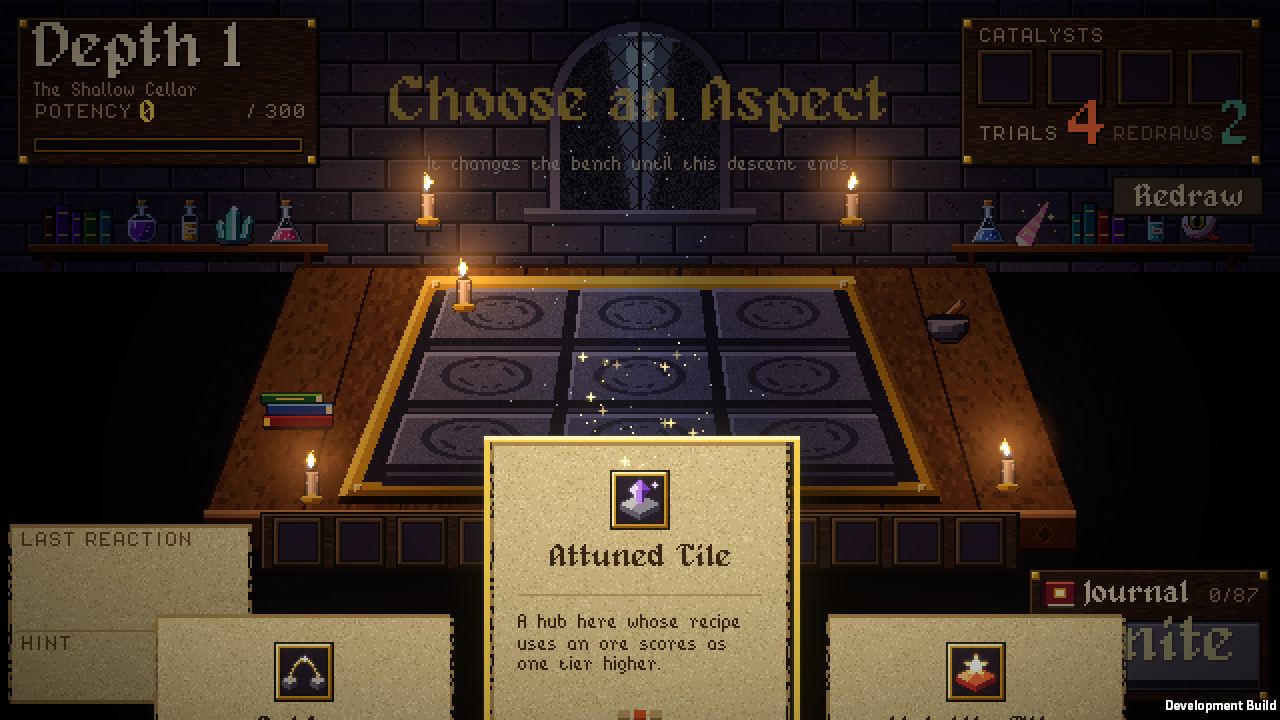 Depth 1
The Shallow Cellar
POTENCY 0 / 300
Choose an Aspect
It changes the bench until this descent ends.
CATALYSTS
TRIALS 4 REDRAWS 2
Redraw
Attuned Tile
A hub here whose recipe
uses an ore scores as
one tier higher.
LAST REACTION
HINT
Journal 0/87
nite
Development Build